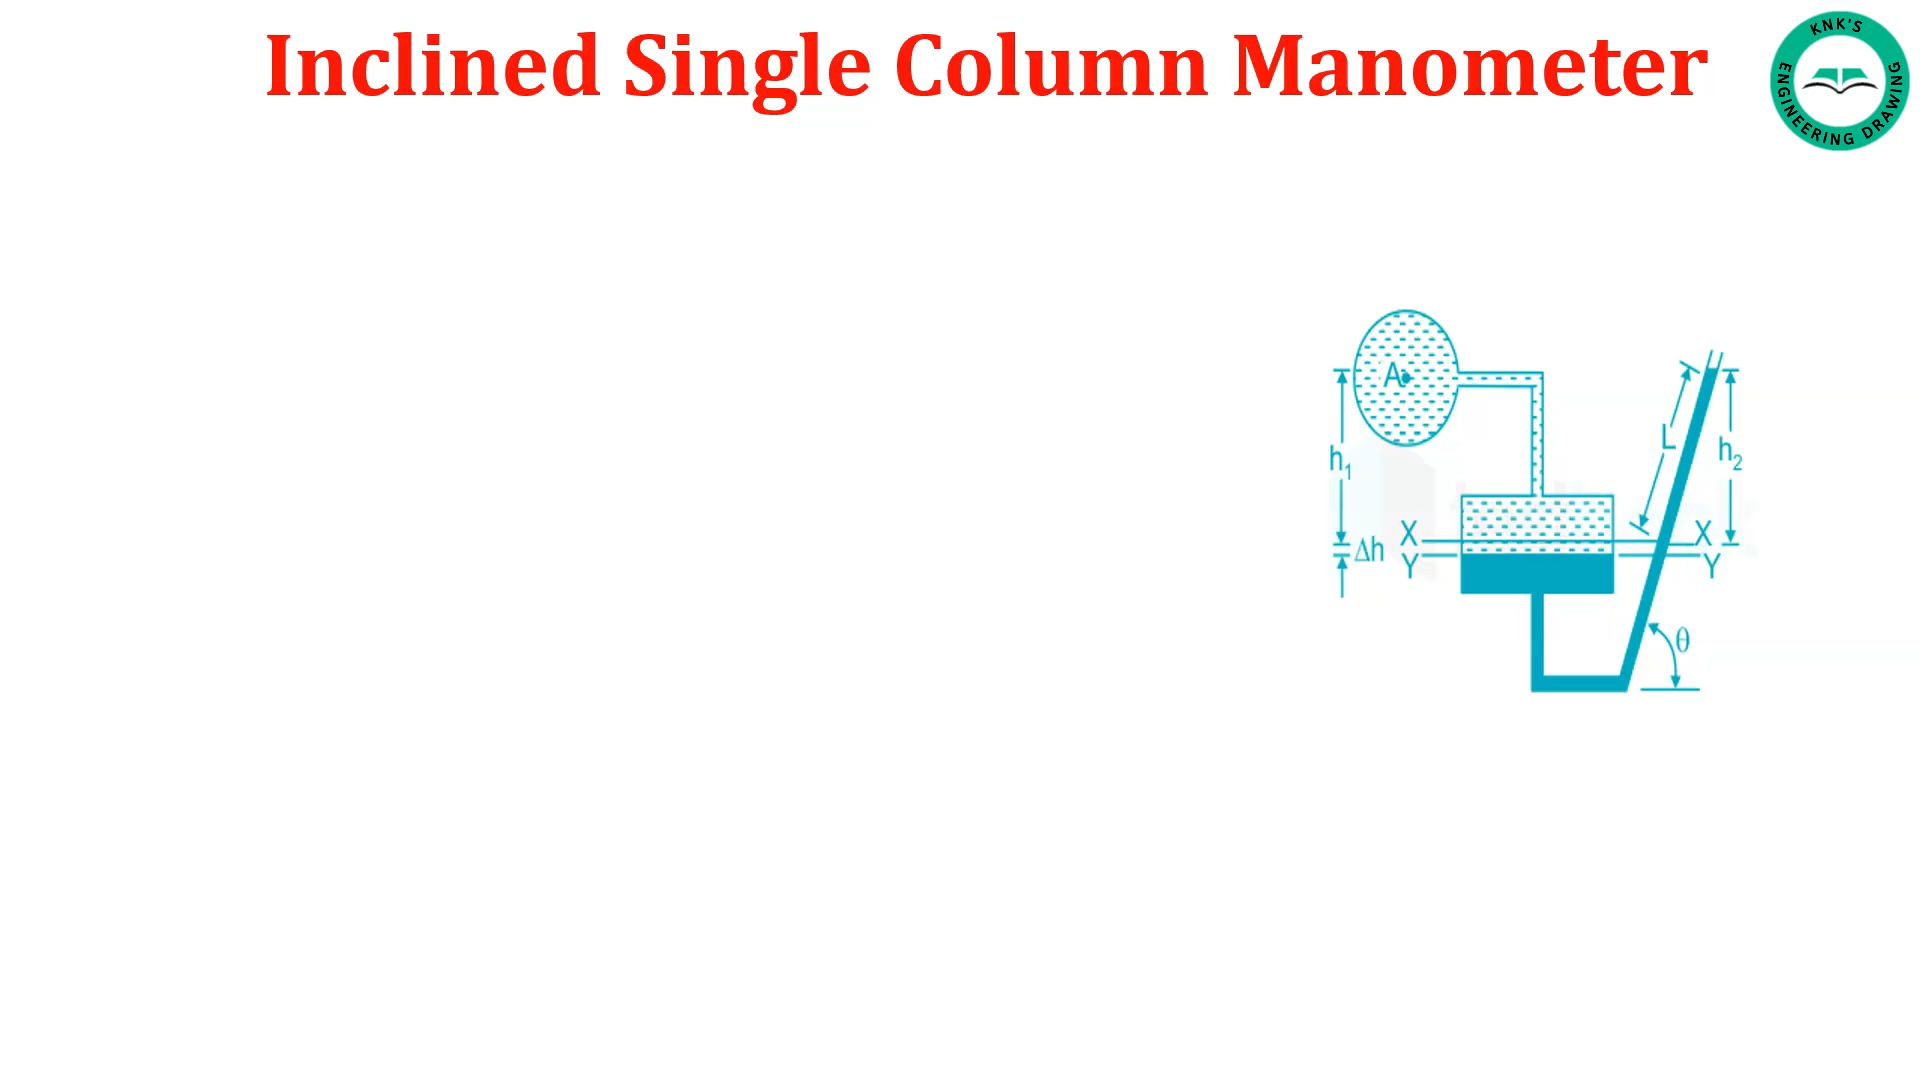 Inclined Single Column Manometer
KNK'S
ENGINEERING DRAWING
A
L
h₁
h₂
X
X
Δh
Y
Y
θ